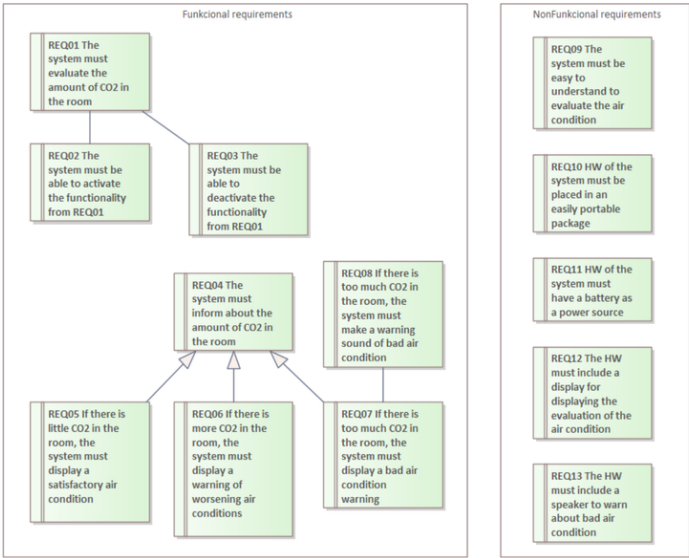 Funkcional requirements
REQ01 The
system must
evaluate the
amount of CO2 in
the room
REQ02 The
system must be
able to activate
the functionality
from REQ01
REQ03 The
system must be
able to
deactivate the
functionality
from REQ01
REQ04 The
system must
inform about the
amount of CO2 in
the room
REQ08 If there is
too much CO2 in
the room, the
system must
make a warning
sound of bad air
condition
REQ05 If there is
little CO2 in the
room, the
system must
display a
satisfactory air
condition
REQ06 If there is
more CO2 in the
room, the
system must
display a
warning of
worsening air
conditions
REQ07 If there is
too much CO2 in
the room, the
system must
display a bad air
condition
warning
NonFunkcional requirements
REQ09 The
system must be
easy to
understand to
evaluate the air
condition
REQ10 HW of the
system must be
placed in an
easily portable
package
REQ11 HW of the
system must
have a battery as
a power source
REQ12 The HW
must include a
display for
displaying the
evaluation of the
air condition
REQ13 The HW
must include a
speaker to warn
about bad air
condition